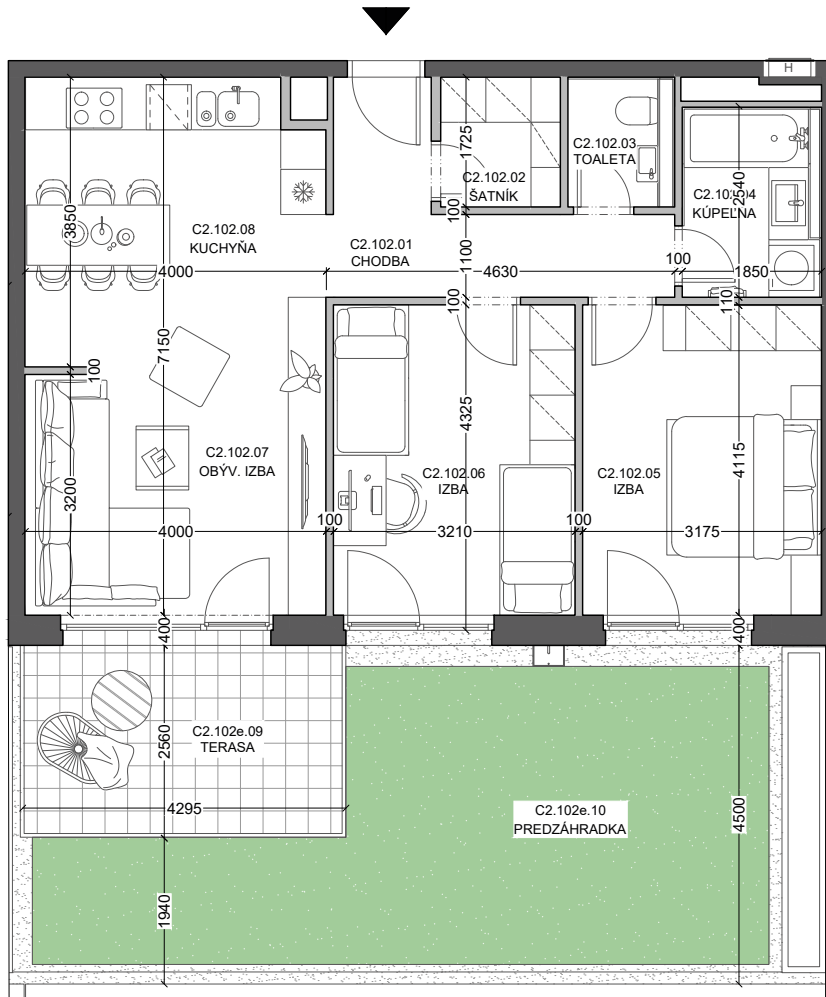 H
C2.102.03
TOALETA
1725
C2.102.02
ŠATNÍK
2540
KÚPEĽŇA
3850
C2.102.08
KUCHYŇA
C2.102.01
CHODBA
100
1100
4000
4630
100
1850
100
110
7150
100
4325
4115
C2.102.07
OBÝV. IZBA
C2.102.06
IZBA
C2.102.05
IZBA
3200
4000
100
3210
100
3175
400
400
C2.102e.09
TERASA
2560
4295
C2.102e.10
PREDZÁHRADKA
4500
1940